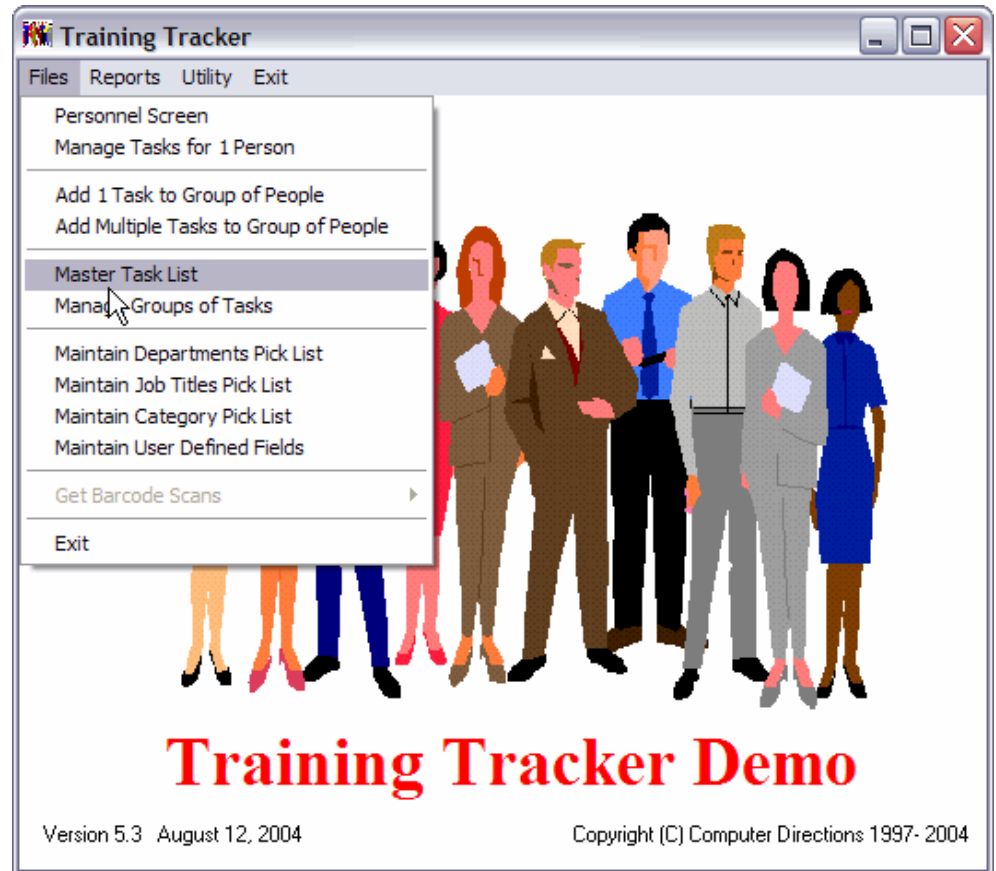 Training Tracker
Files Reports Utility Exit
Personnel Screen
Manage Tasks for 1 Person
Add 1 Task to Group of People
Add Multiple Tasks to Group of People
Master Task List
Manage Groups of Tasks
Maintain Departments Pick List
Maintain Job Titles Pick List
Maintain Category Pick List
Maintain User Defined Fields
Get Barcode Scans
Exit
Training Tracker Demo
Version 5.3 August 12, 2004 Copyright (C) Computer Directions 1997- 2004